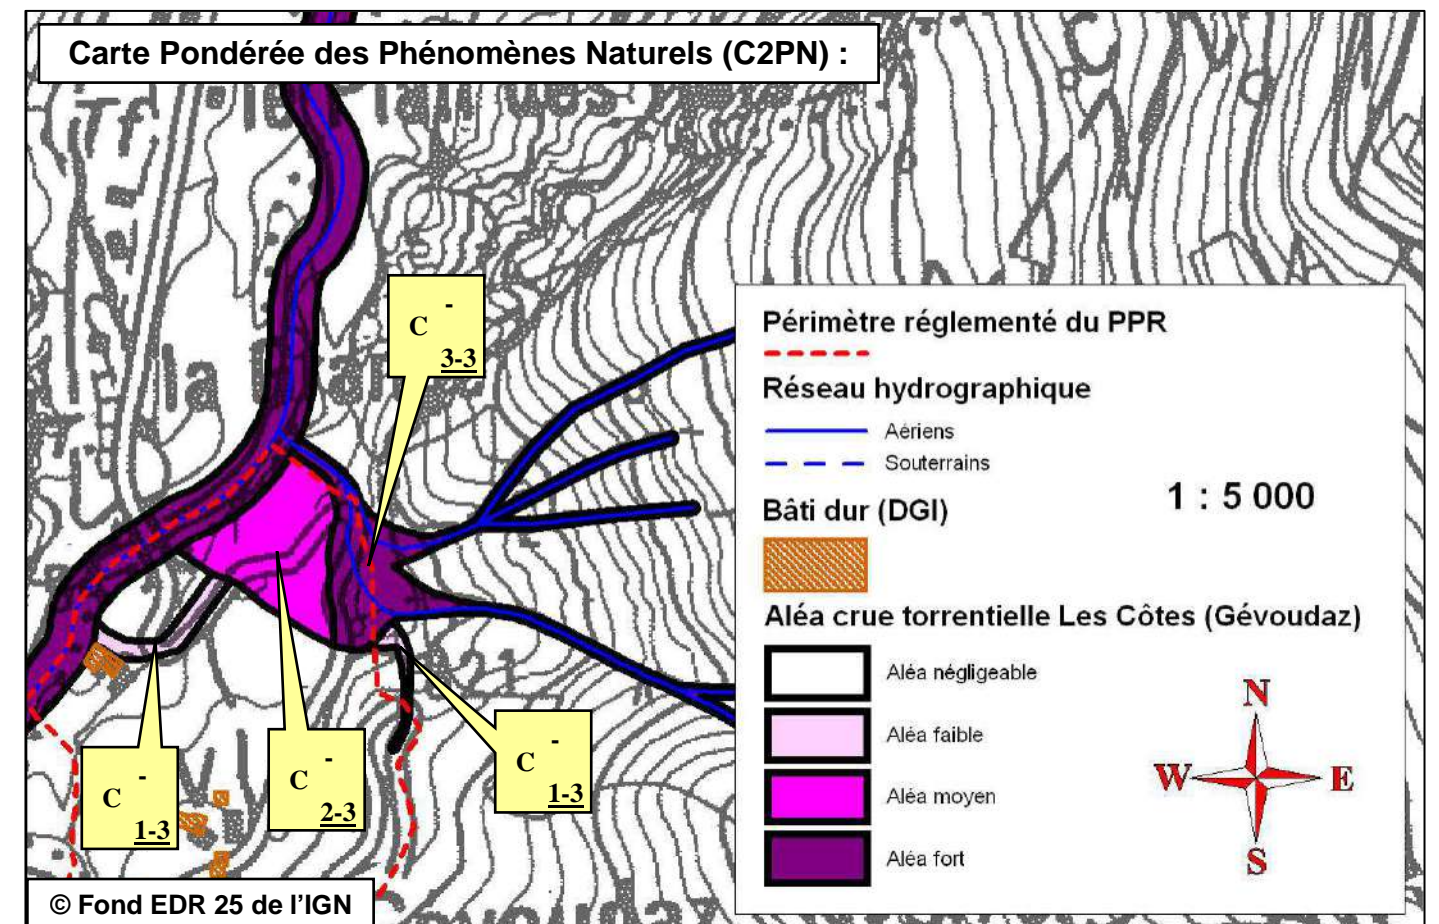 Carte Pondérée des Phénomènes Naturels (C2PN) :
C -
3-3
Périmètre réglementé du PPR
Réseau hydrographique
Aériens
Souterrains
1 : 5 000
Bâti dur (DGI)
Aléa crue torrentielle Les Côtes (Gévoudaz)
Aléa négligeable
Aléa faible
Aléa moyen
Aléa fort
N
W E
S
C -
1-3
C -
2-3
C -
1-3
© Fond EDR 25 de l'IGN